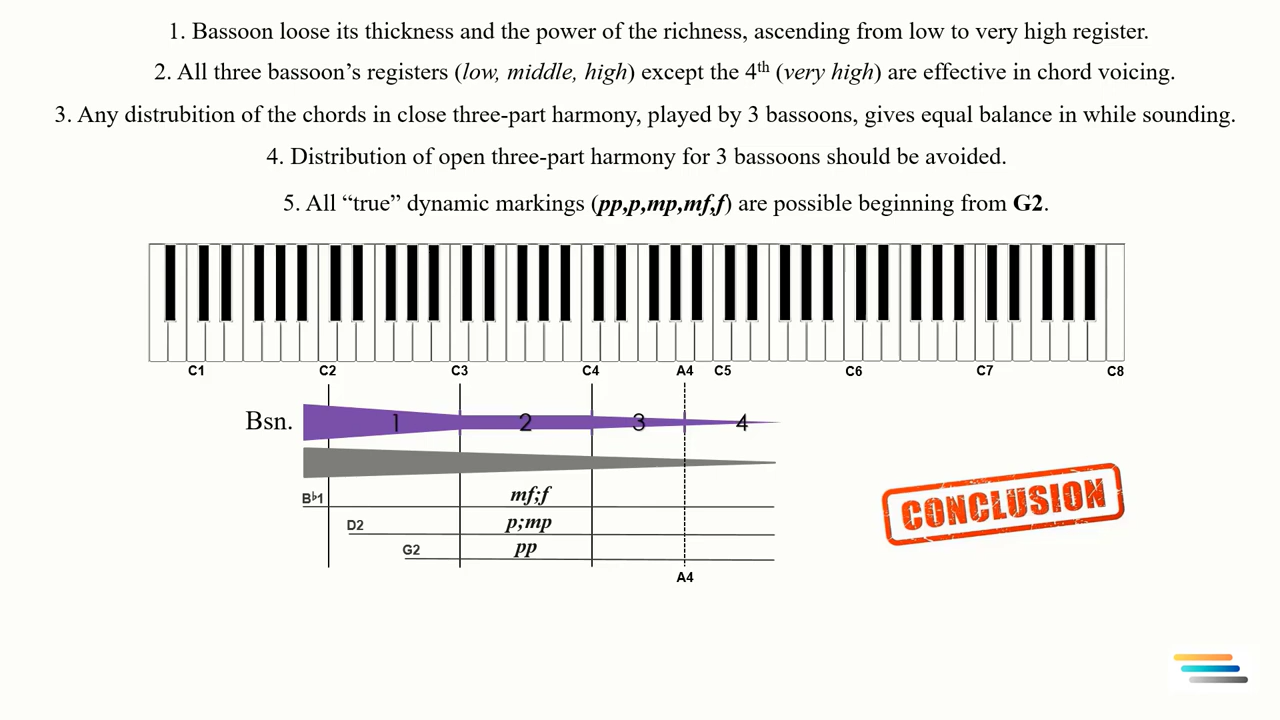 1. Bassoon loose its thickness and the power of the richness, ascending from low to very high register.
2. All three bassoon’s registers (low, middle, high) except the 4th (very high) are effective in chord voicing.
3. Any distrubition of the chords in close three-part harmony, played by 3 bassoons, gives equal balance in while sounding.
4. Distribution of open three-part harmony for 3 bassoons should be avoided.
5. All “true” dynamic markings (pp,p,mp,mf,f) are possible beginning from G2.
C1 C2 C3 C4 A4 C5 C6 C7 C8
Bsn. 1 2 3 4
B♭1 mf;f
D2 p;mp
G2 pp
A4
CONCLUSION